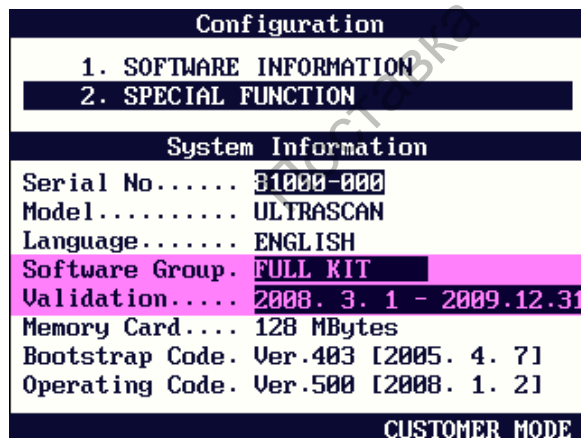 Configuration
1. SOFTWARE INFORMATION
2. SPECIAL FUNCTION
System Information
Serial No...... 81000-000
Model.......... ULTRASCAN
Language....... ENGLISH
Software Group. FULL KIT
Validation..... 2008. 3. 1 - 2009.12.31
Memory Card.... 128 MBytes
Bootstrap Code. Ver.403 [2005. 4. 7]
Operating Code. Ver.500 [2008. 1. 2]
CUSTOMER MODE
Поставка